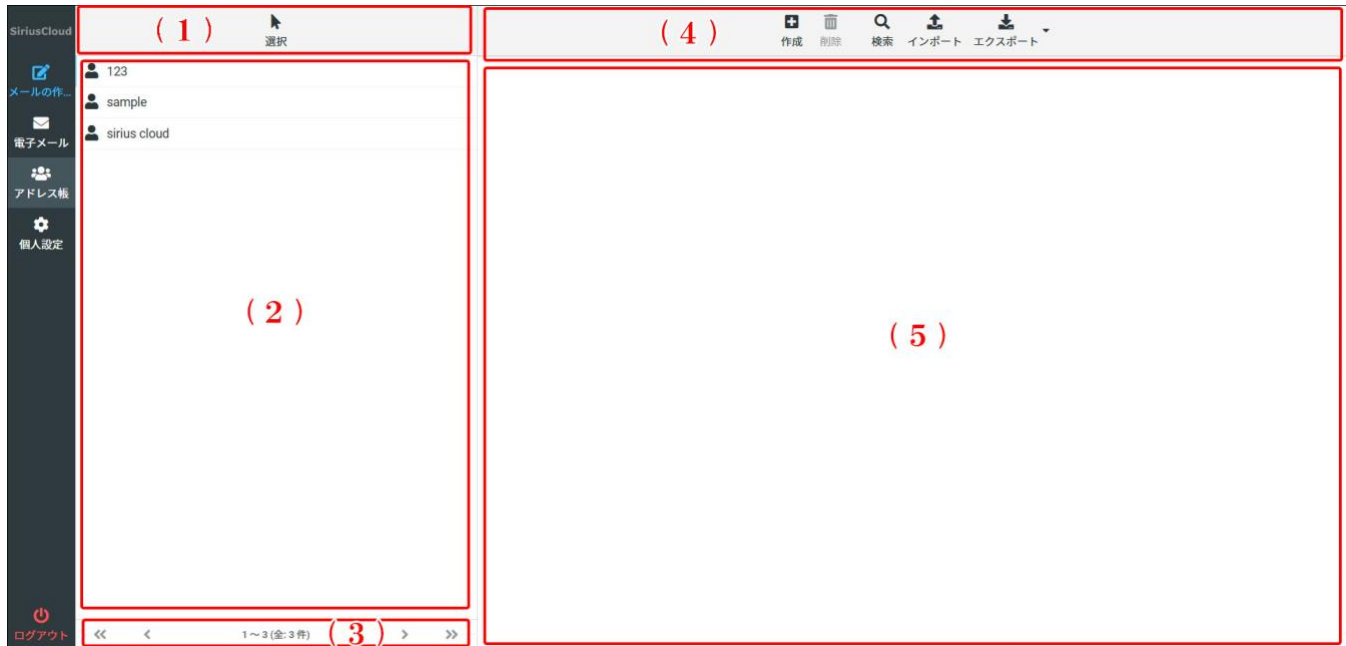 SiriusCloud
メールの作...
電子メール
アドレス帳
個人設定
ログアウト
(1)
選択
123
sample
sirius cloud
(2)
1～3 (全: 3 件)
(3)
(4)
作成
削除
検索
インポート
エクスポート
(5)